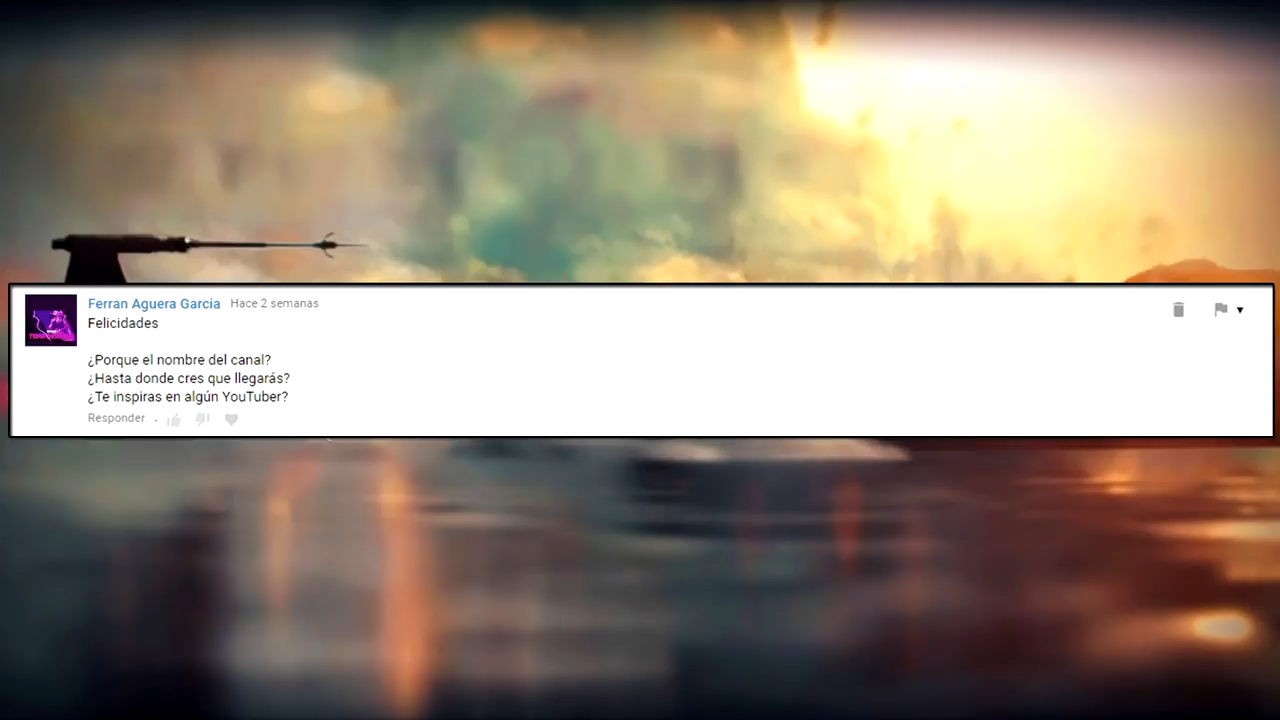 Ferran Aguera Garcia Hace 2 semanas
Felicidades
¿Porque el nombre del canal?
¿Hasta donde cres que llegarás?
¿Te inspiras en algún YouTuber?
Responder .